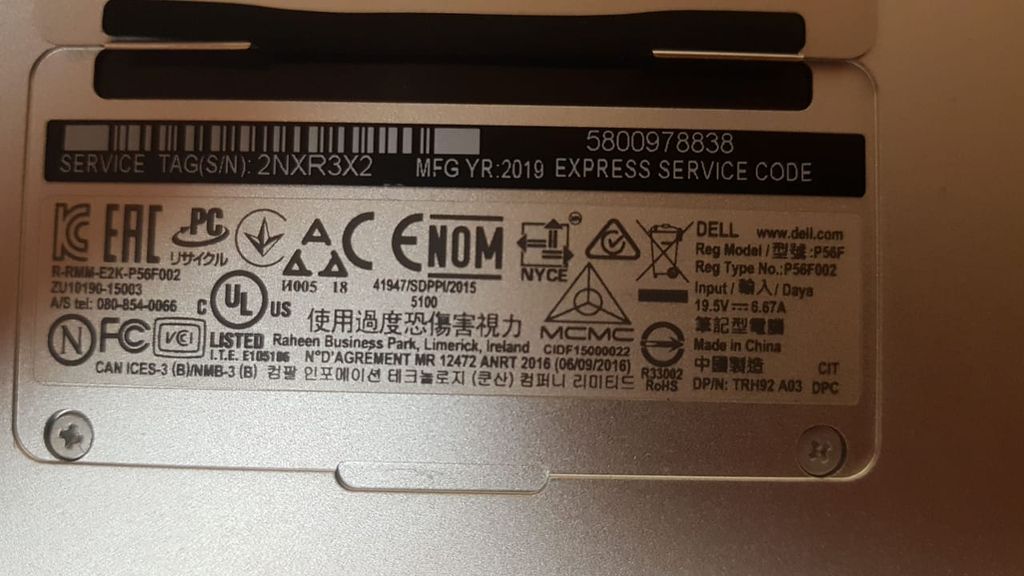 5800978838
SERVICE TAG(S/N): 2NXR3X2 MFG YR:2019 EXPRESS SERVICE CODE
EAC PC CE NOM DELL www.dell.com
リサイクル Reg Model / 型號 :P56F
R-RMM-E2K-P56F002 NYCE Reg Type No.:P56F002
ZU10190-15003 И005 18 41947/SDPPI/2015 Input / 輸入 / Daya
A/S tel: 080-854-0066 5100 19.5V 6.67A
C UL US 使用過度恐傷害視力 MCMC 筆記型電腦
N FC VCI LISTED Raheen Business Park, Limerick, Ireland CIDF15000022 Made in China
I.T.E. E105186 N°D'AGREMENT MR 12472 ANRT 2016 (06/09/2016) R33002 中國製造 CIT
CAN ICES-3 (B)/NMB-3 (B) 컴팔 인포메이션 테크놀로지 (쿤산) 컴퍼니 리미티드 RoHS DP/N: TRH92 A03 DPC